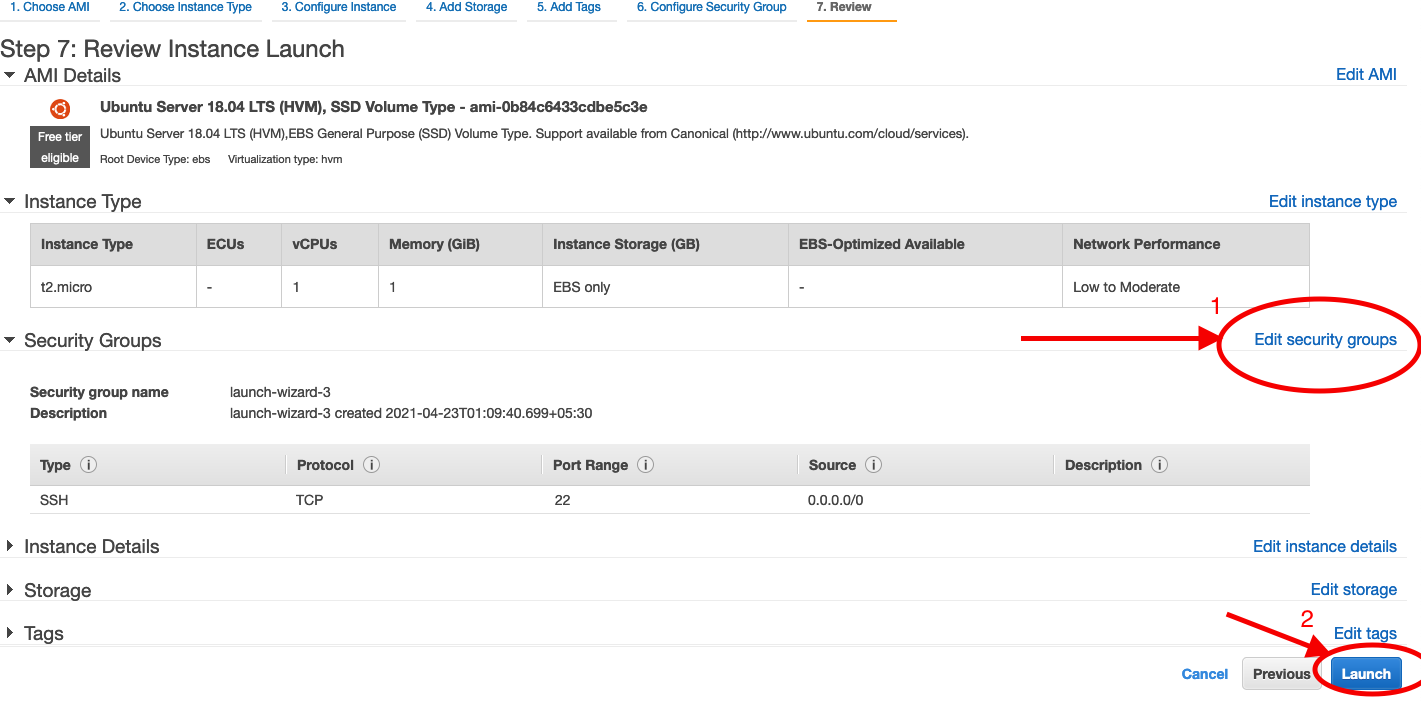 1. Choose AMI 2. Choose Instance Type 3. Configure Instance 4. Add Storage 5. Add Tags 6. Configure Security Group 7. Review
Step 7: Review Instance Launch
AMI Details Edit AMI
Ubuntu Server 18.04 LTS (HVM), SSD Volume Type - ami-0b84c6433cdbe5c3e
Free tier
eligible
Ubuntu Server 18.04 LTS (HVM),EBS General Purpose (SSD) Volume Type. Support available from Canonical (http://www.ubuntu.com/cloud/services).
Root Device Type: ebs Virtualization type: hvm
Instance Type Edit instance type
Instance Type ECUs vCPUs Memory (GiB) Instance Storage (GB) EBS-Optimized Available Network Performance
t2.micro - 1 1 EBS only - Low to Moderate
1
Security Groups Edit security groups
Security group name launch-wizard-3
Description launch-wizard-3 created 2021-04-23T01:09:40.699+05:30
Type i Protocol i Port Range i Source i Description i
SSH TCP 22 0.0.0.0/0
Instance Details Edit instance details
Storage Edit storage
2
Tags Edit tags
Cancel Previous Launch